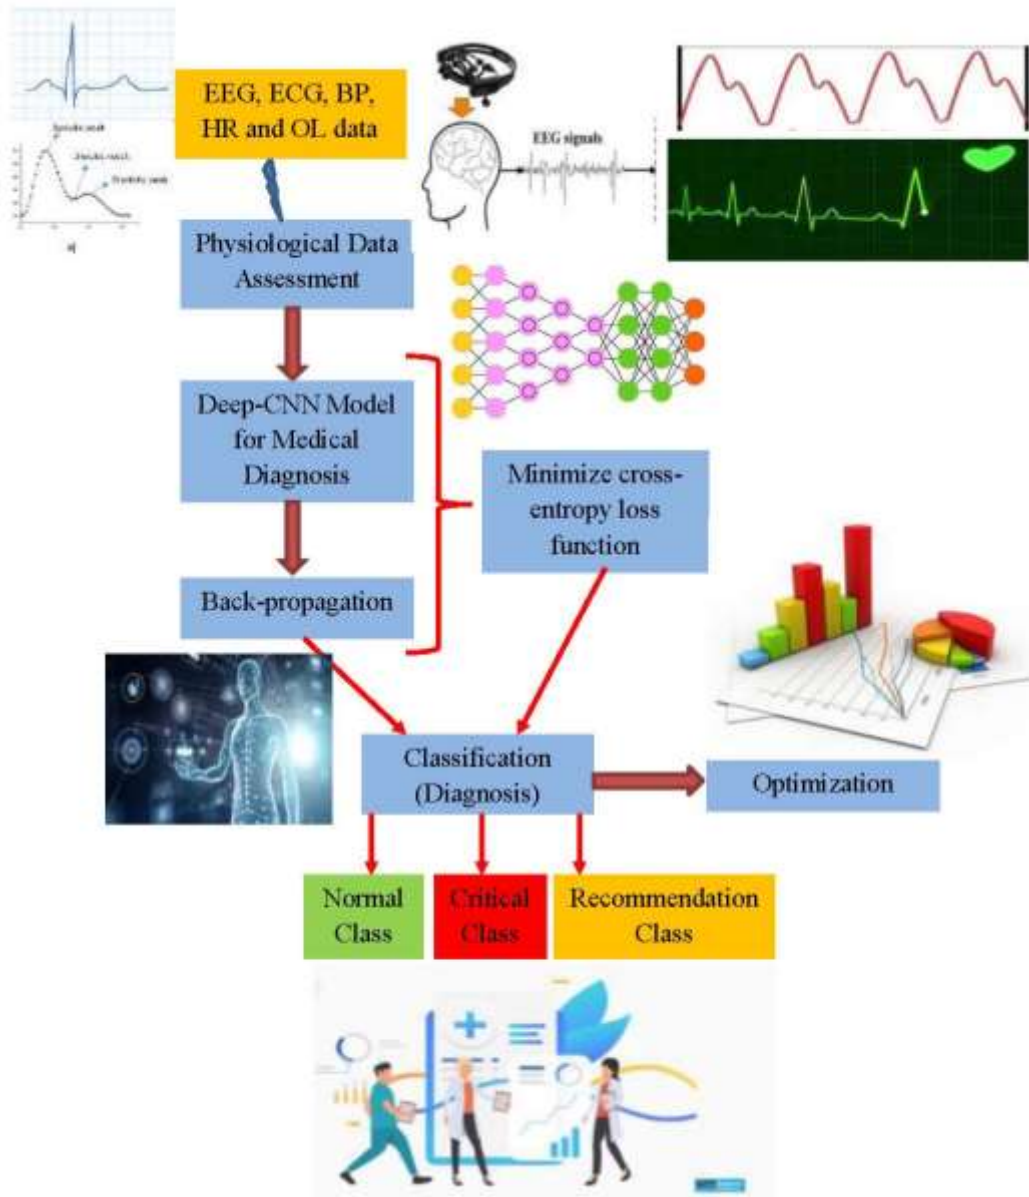 EEG, ECG, BP,
HR and OL data
EEG signals
Physiological Data
Assessment
Deep-CNN Model
for Medical
Diagnosis
Minimize cross-
entropy loss
function
Back-propagation
Classification
(Diagnosis)
Optimization
Normal
Class
Critical
Class
Recommendation
Class